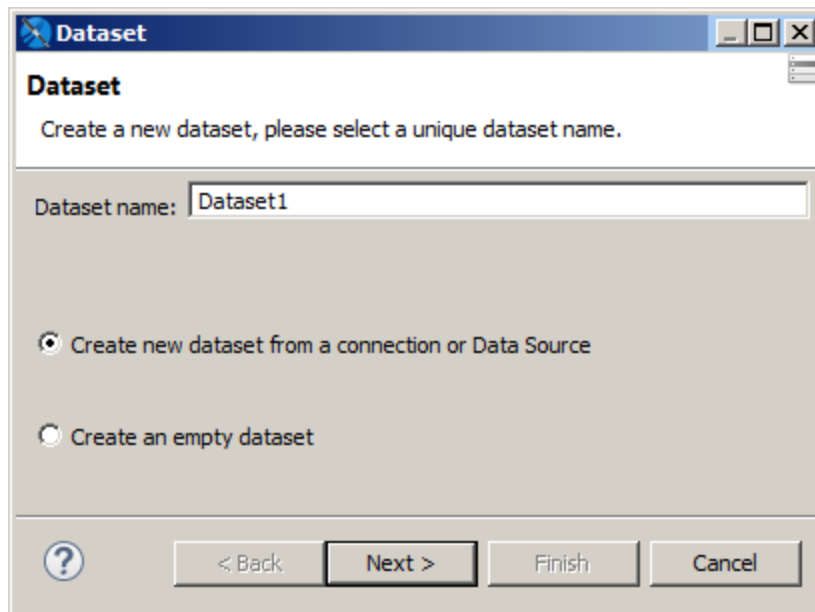 Dataset
Dataset
Create a new dataset, please select a unique dataset name.
Dataset name: Dataset1
Create new dataset from a connection or Data Source
Create an empty dataset
? < Back Next > Finish Cancel